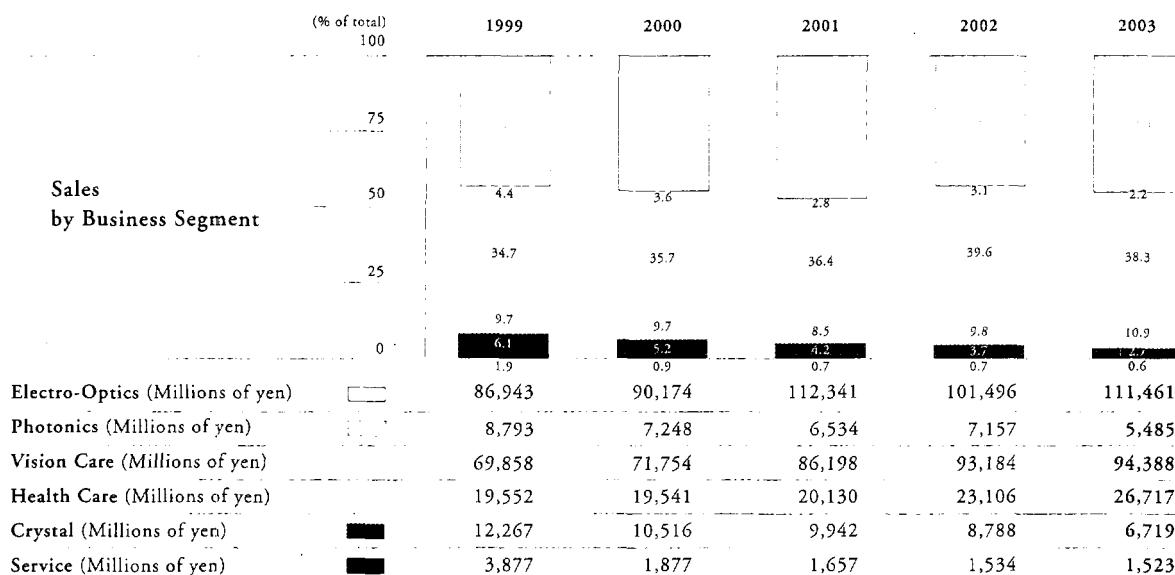 (% of total) 1999 2000 2001 2002 2003
100
75
Sales 50 4.4 3.6 2.8 3.1 2.2
by Business Segment
34.7 35.7 36.4 39.6 38.3
25
9.7 9.7 8.5 9.8 10.9
0 6.1 5.2 4.2 3.7 2.7
1.9 0.9 0.7 0.7 0.6
Electro-Optics (Millions of yen) 86,943 90,174 112,341 101,496 111,461
Photonics (Millions of yen) 8,793 7,248 6,534 7,157 5,485
Vision Care (Millions of yen) 69,858 71,754 86,198 93,184 94,388
Health Care (Millions of yen) 19,552 19,541 20,130 23,106 26,717
Crystal (Millions of yen) 12,267 10,516 9,942 8,788 6,719
Service (Millions of yen) 3,877 1,877 1,657 1,534 1,523